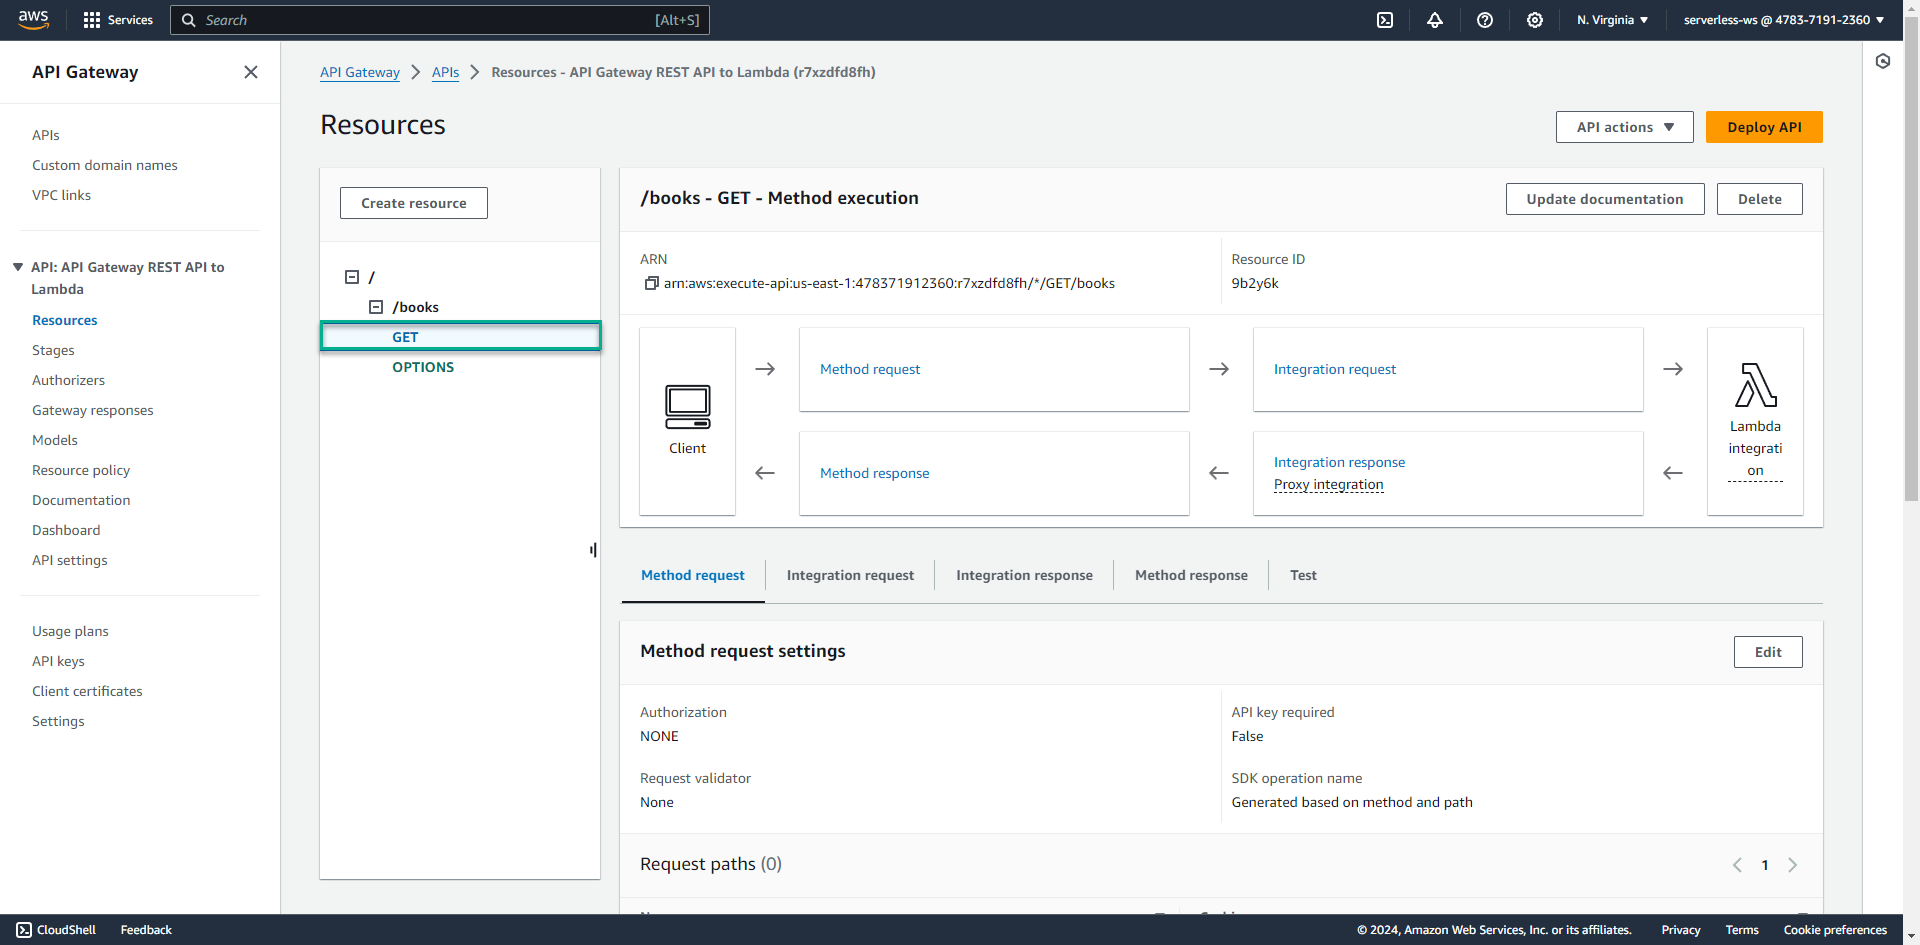 aws
Services
Search
[Alt+S]
N. Virginia
serverless-ws @ 4783-7191-2360
API Gateway
APIs
Custom domain names
VPC links
API: API Gateway REST API to
Lambda
Resources
Stages
Authorizers
Gateway responses
Models
Resource policy
Documentation
Dashboard
API settings
Usage plans
API keys
Client certificates
Settings
API Gateway
APIs
Resources - API Gateway REST API to Lambda (r7xzdfd8fh)
Resources
API actions
Deploy API
Create resource
/
/books
GET
OPTIONS
/books - GET - Method execution
Update documentation
Delete
ARN
arn:aws:execute-api:us-east-1:478371912360:r7xzdfd8fh/*/GET/books
Resource ID
9b2y6k
Client
Method request
Integration request
Method response
Integration response
Proxy integration
Lambda
integrati
on
Method request
Integration request
Integration response
Method response
Test
Method request settings
Edit
Authorization
NONE
API key required
False
Request validator
None
SDK operation name
Generated based on method and path
Request paths (0)
1
CloudShell
Feedback
© 2024, Amazon Web Services, Inc. or its affiliates.
Privacy
Terms
Cookie preferences